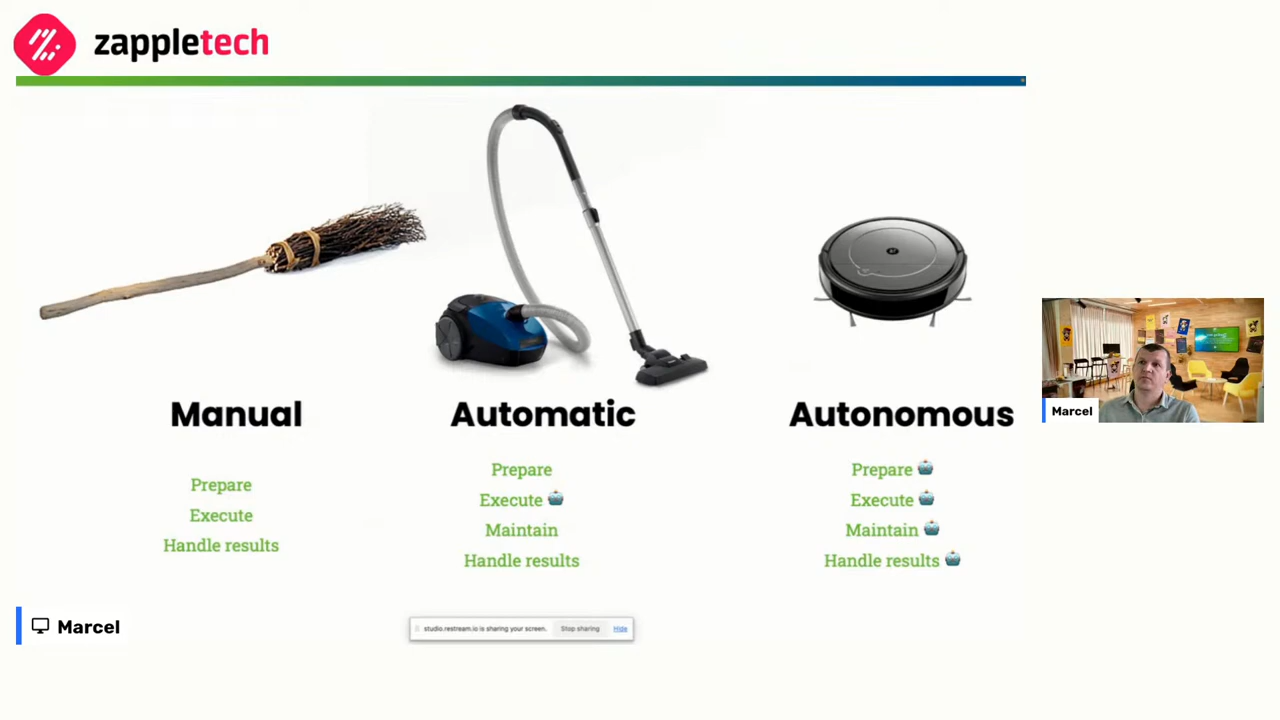 zappletech
Manual
Prepare
Execute
Handle results
Automatic
Prepare
Execute
Maintain
Handle results
Autonomous
Prepare
Execute
Maintain
Handle results
Marcel
Marcel
studio.restream.io is sharing your screen.
Stop sharing
Hide